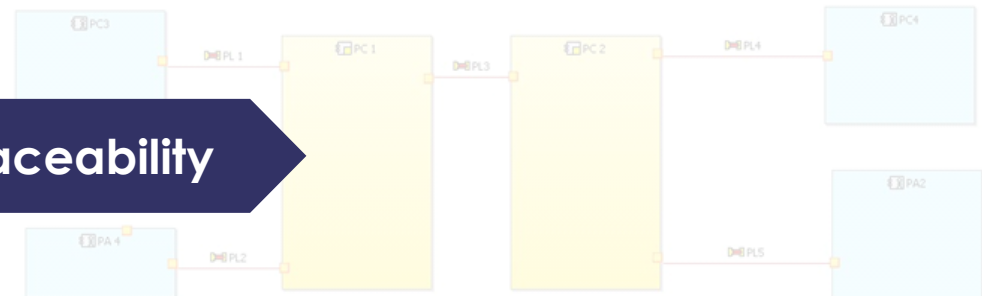 PC3
PC4
PL 1
PC 1
PL3
PC 2
PL4
aceability
PA2
PA 4
PL2
PL5